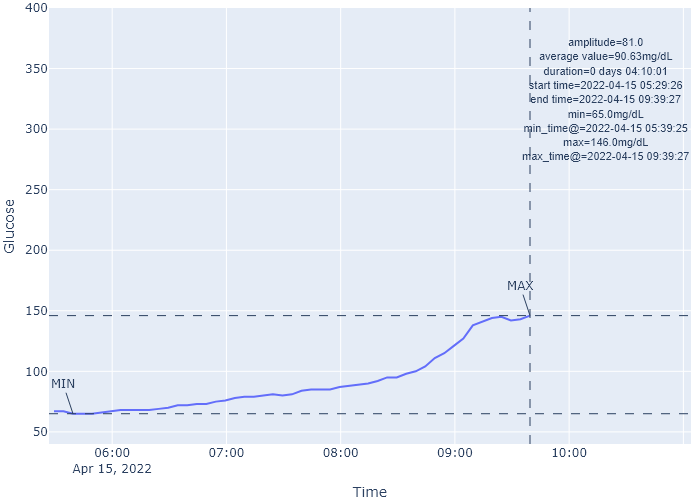 400
350
300
250
200
150
100
50
Glucose
amplitude=81.0
average value=90.63mg/dL
duration=0 days 04:10:01
start time=2022-04-15 05:29:26
end time=2022-04-15 09:39:27
min=65.0mg/dL
min_time@=2022-04-15 05:39:25
max=146.0mg/dL
max_time@=2022-04-15 09:39:27
MAX
MIN
06:00 07:00 08:00 09:00 10:00
Apr 15, 2022
Time